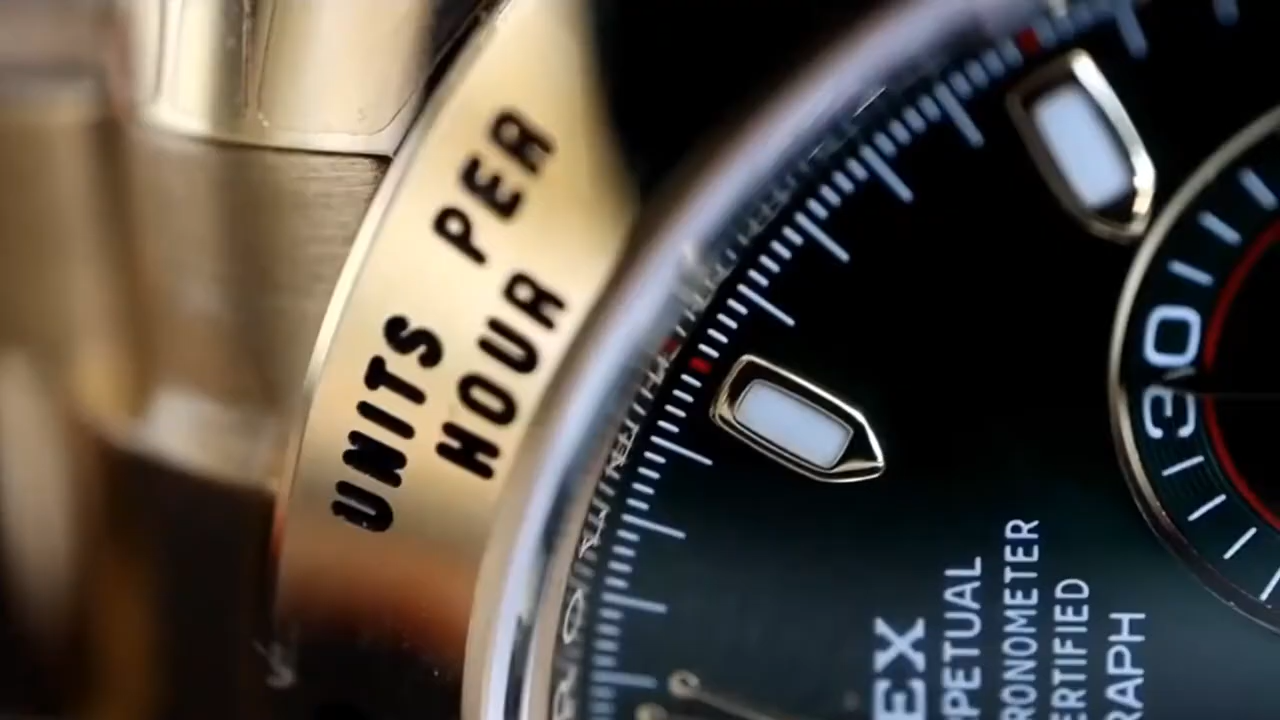 UNITS PER
HOUR
30
EX
PETUAL
RONOMETER
ERTIFIED
RAPH